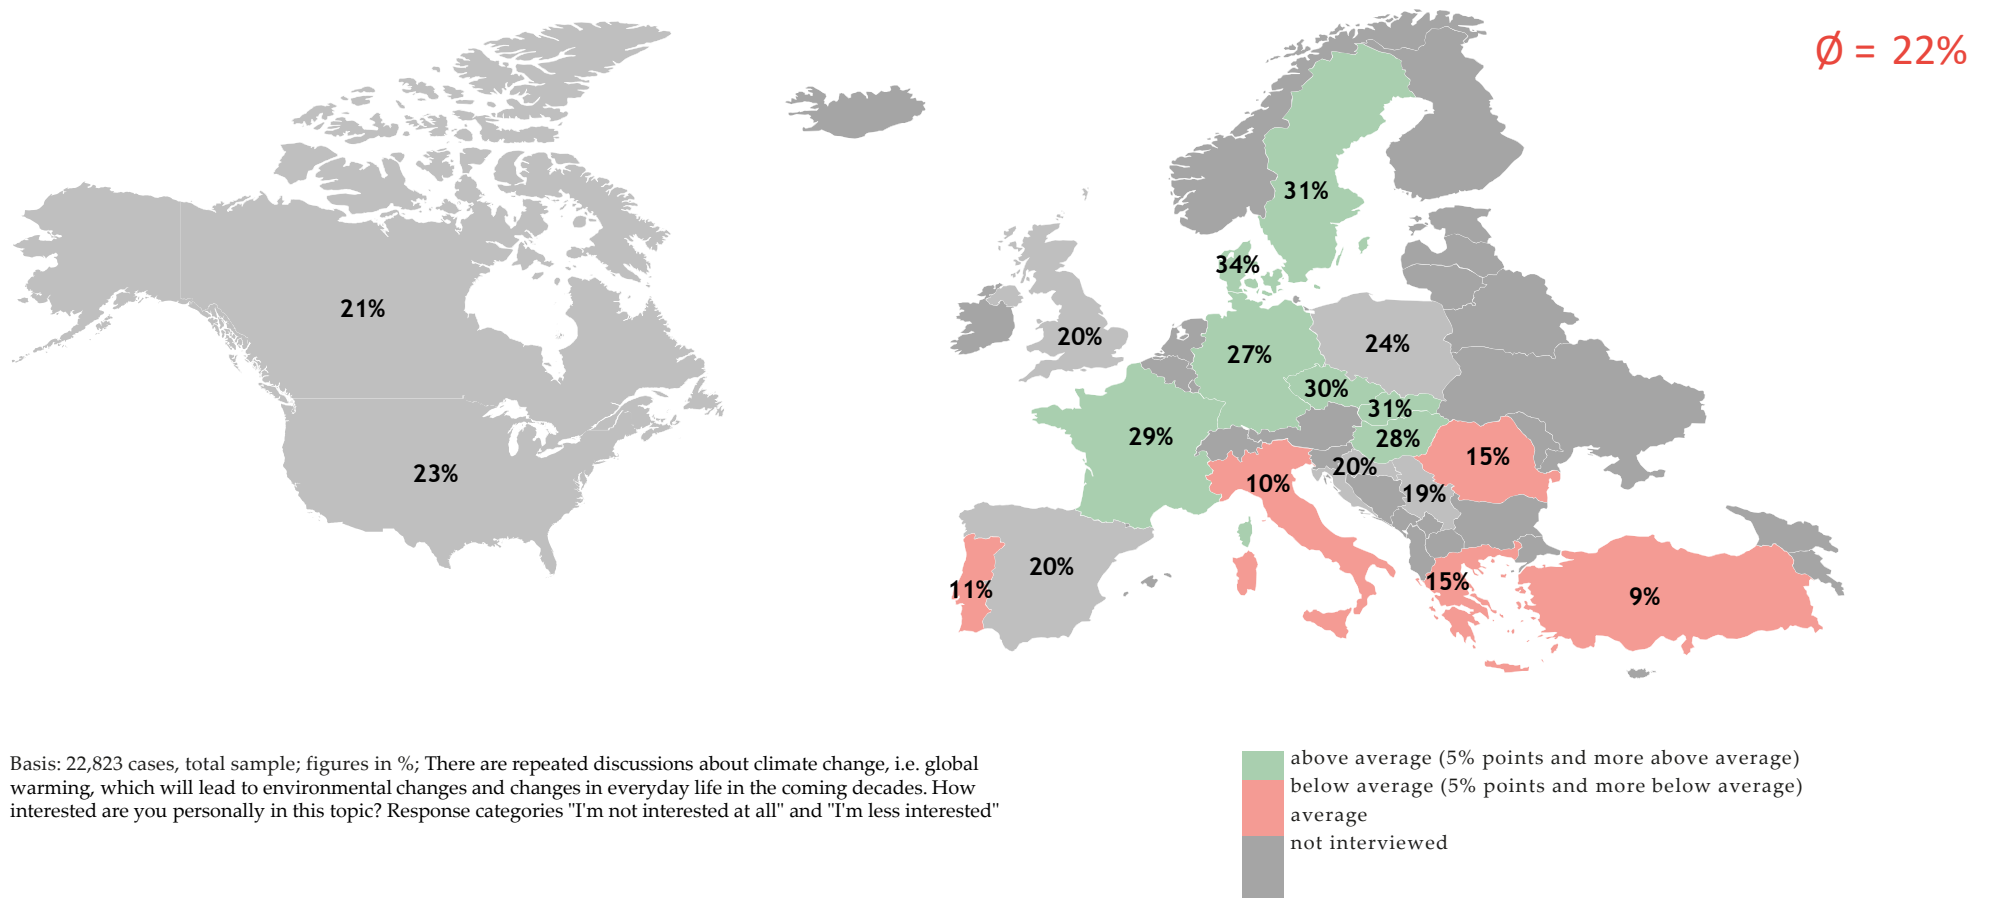 Ø = 22%
31%
34%
21%
20%
24%
27%
30%
31%
29%
28%
15%
23%
10%
20%
19%
20%
11%
15%
9%
Basis: 22,823 cases, total sample; figures in %; There are repeated discussions about climate change, i.e. global
warming, which will lead to environmental changes and changes in everyday life in the coming decades. How
interested are you personally in this topic? Response categories "I'm not interested at all" and "I'm less interested"
above average (5% points and more above average)
below average (5% points and more below average)
average
not interviewed